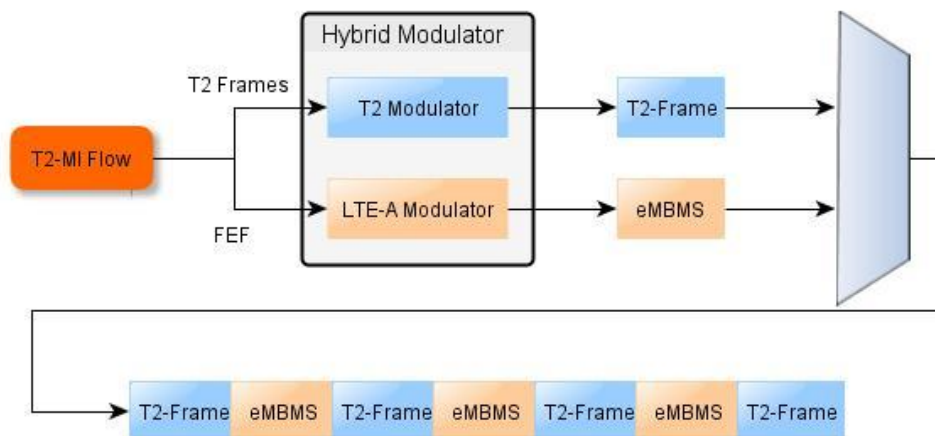 Hybrid Modulator
T2 Frames
T2 Modulator
T2-Frame
T2-MI Flow
LTE-A Modulator
eMBMS
FEF
T2-Frame eMBMS T2-Frame eMBMS T2-Frame eMBMS T2-Frame